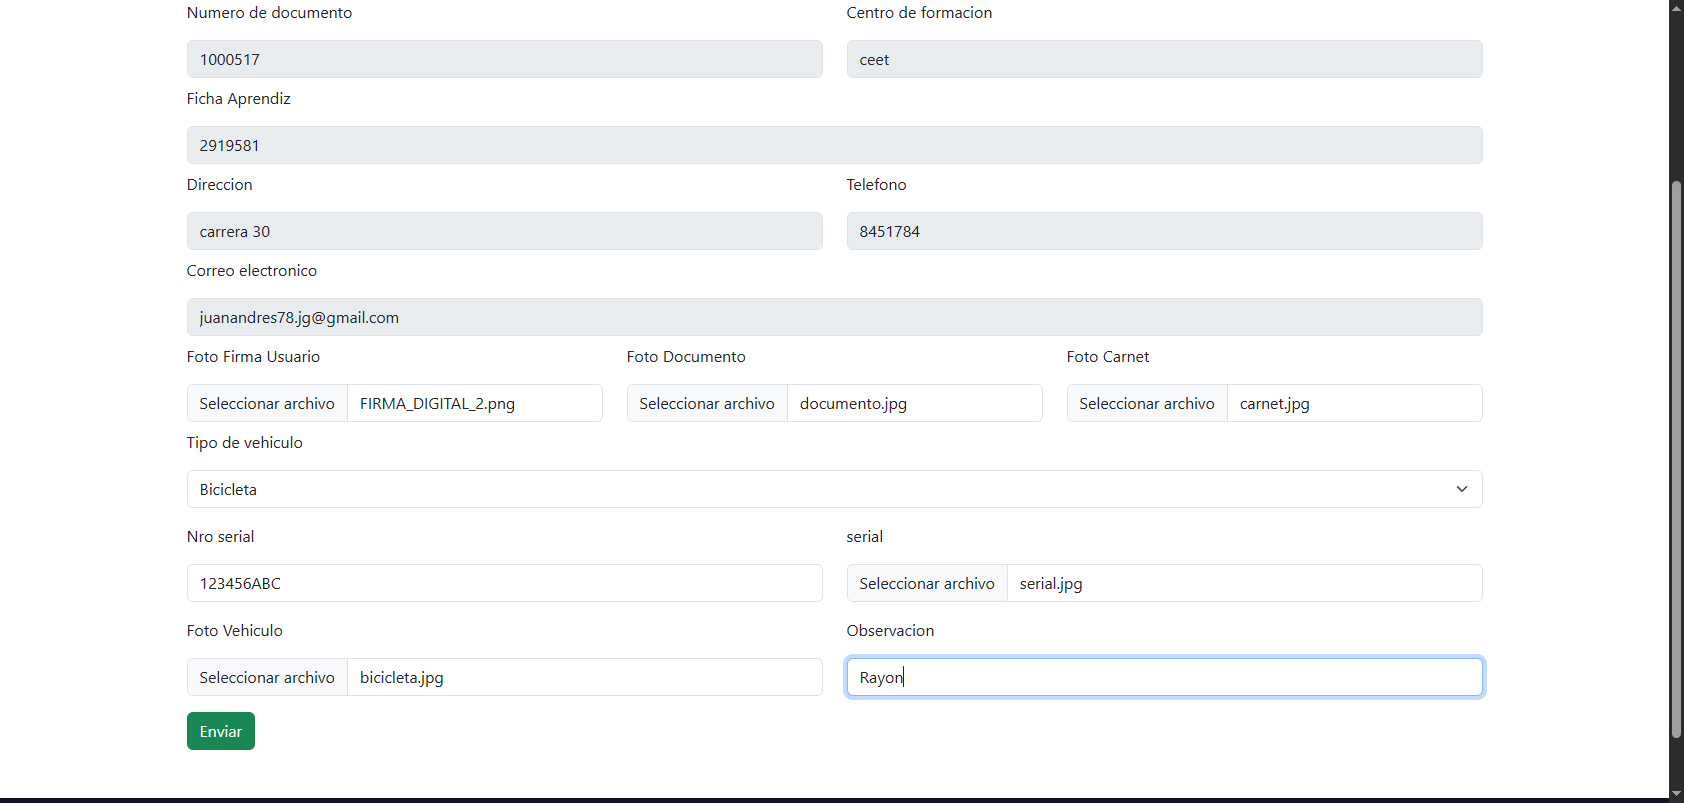 Numero de documento
Centro de formacion
1000517
ceet
Ficha Aprendiz
2919581
Direccion
Telefono
carrera 30
8451784
Correo electronico
juanandres78.jg@gmail.com
Foto Firma Usuario
Foto Documento
Foto Carnet
Seleccionar archivo FIRMA_DIGITAL_2.png
Seleccionar archivo documento.jpg
Seleccionar archivo carnet.jpg
Tipo de vehiculo
Bicicleta
Nro serial
serial
123456ABC
Seleccionar archivo serial.jpg
Foto Vehiculo
Observacion
Seleccionar archivo bicicleta.jpg
Rayon
Enviar